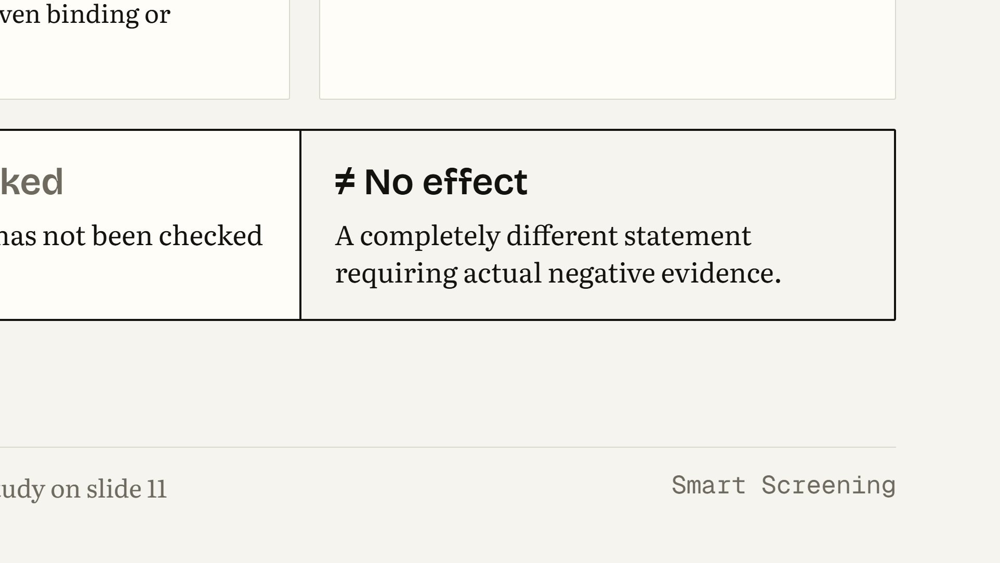 ven binding or
ked
has not been checked
≠ No effect
A completely different statement
requiring actual negative evidence.
tudy on slide 11
Smart Screening